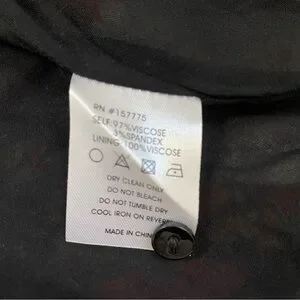 RN #157775
SELF 97%VISCOSE
3%SPANDEX
LINING 100%VISCOSE
DRY CLEAN ONLY
DO NOT BLEACH
DO NOT TUMBLE DRY
COOL IRON ON REVERSE
MADE IN CHINA